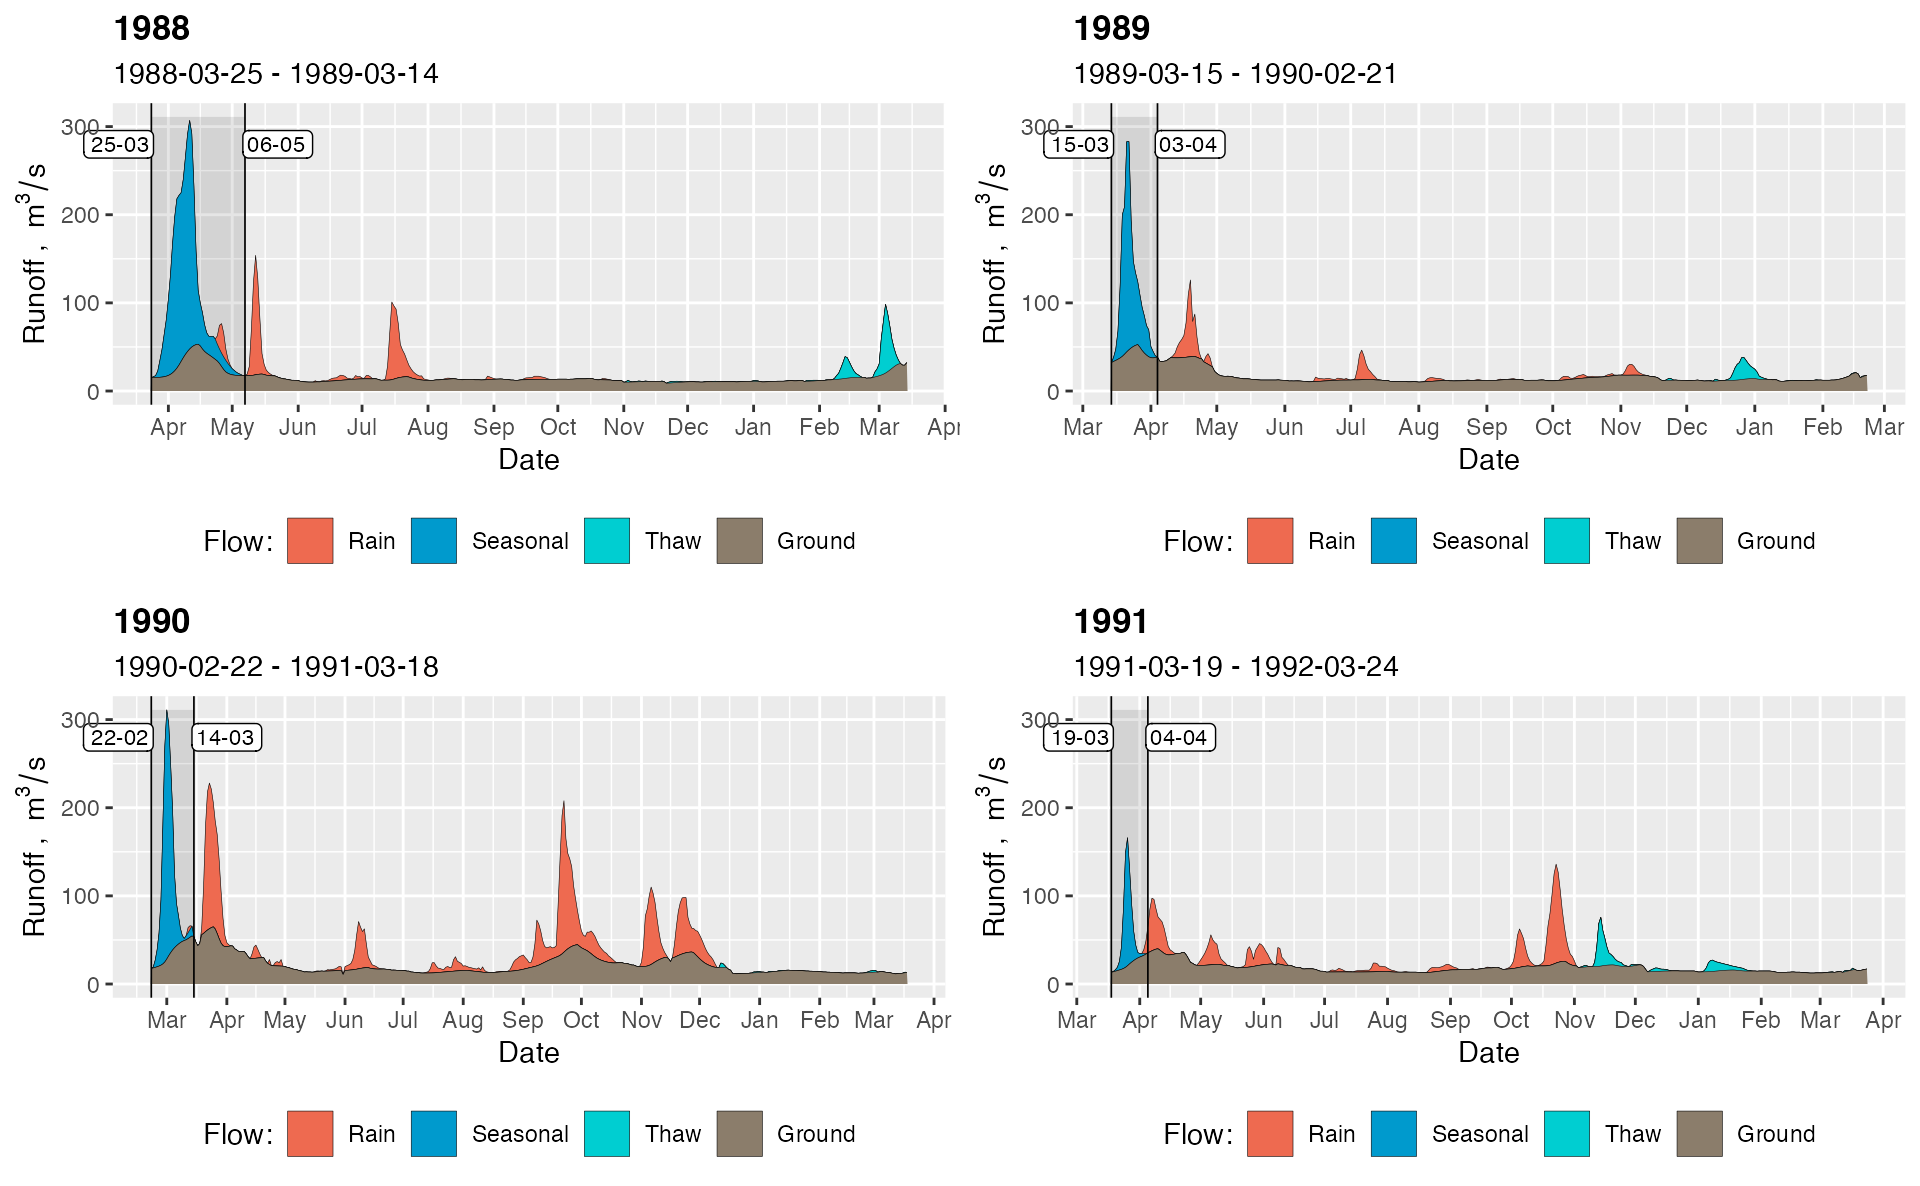 1988
1988-03-25 - 1989-03-14
300
200
100
0
25-03
06-05
Runoff , m³/s
Apr May Jun Jul Aug Sep Oct Nov Dec Jan Feb Mar Apr
Date
Flow: Rain Seasonal Thaw Ground
1989
1989-03-15 - 1990-02-21
300
200
100
0
15-03
03-04
Runoff , m³/s
Mar Apr May Jun Jul Aug Sep Oct Nov Dec Jan Feb Mar
Date
Flow: Rain Seasonal Thaw Ground
1990
1990-02-22 - 1991-03-18
300
200
100
0
22-02
14-03
Runoff , m³/s
Mar Apr May Jun Jul Aug Sep Oct Nov Dec Jan Feb Mar Apr
Date
Flow: Rain Seasonal Thaw Ground
1991
1991-03-19 - 1992-03-24
300
200
100
0
19-03
04-04
Runoff , m³/s
Mar Apr May Jun Jul Aug Sep Oct Nov Dec Jan Feb Mar Apr
Date
Flow: Rain Seasonal Thaw Ground